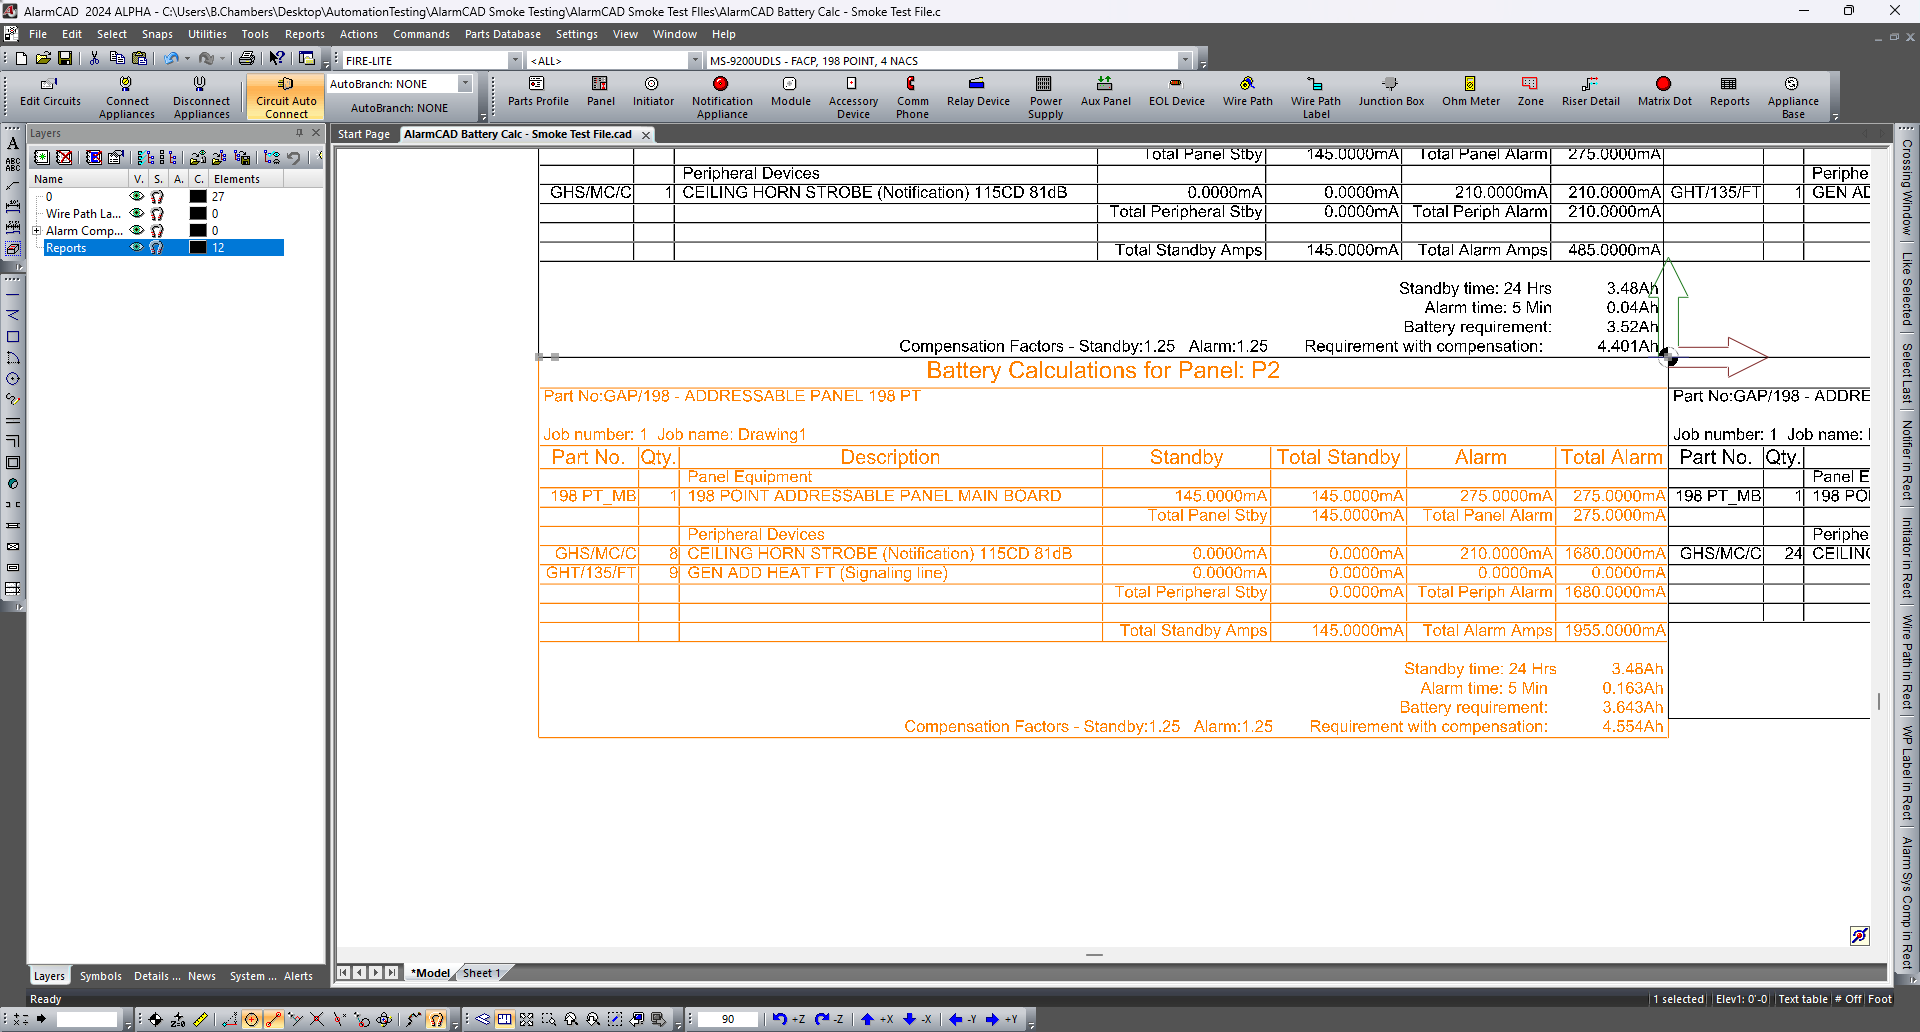 AlarmCAD 2024 ALPHA - C:\Users\B.Chambers\Desktop\AutomationTesting\AlarmCAD Smoke Testing\AlarmCAD Smoke Test FIles\AlarmCAD Battery Calc - Smoke Test File.c
File Edit Select Snaps Utilities Tools Reports Actions Commands Parts Database Settings View Window Help
FIRE-LITE <ALL> MS-9200UDLS - FACP, 198 POINT, 4 NACS
Edit Circuits Connect Appliances Disconnect Appliances Circuit Auto Connect AutoBranch: NONE
AutoBranch: NONE
Parts Profile Panel Initiator Notification Appliance Module Accessory Device Comm Phone Relay Device Power Supply Aux Panel EOL Device Wire Path Wire Path Label Junction Box Ohm Meter Zone Riser Detail Matrix Dot Reports Appliance Base
Layers
Start Page AlarmCAD Battery Calc - Smoke Test File.cad
Name V. S. A. C. Elements
0 27
Wire Path La... 0
Alarm Comp... 0
Reports 12
Total Panel Stby 145.0000mA Total Panel Alarm 275.0000mA
Peripheral Devices Periphe
GHS/MC/C 1 CEILING HORN STROBE (Notification) 115CD 81dB 0.0000mA 0.0000mA 210.0000mA 210.0000mA GHT/135/FT 1 GEN AD
Total Peripheral Stby 0.0000mA Total Periph Alarm 210.0000mA
Total Standby Amps 145.0000mA Total Alarm Amps 485.0000mA
Standby time: 24 Hrs 3.48Ah
Alarm time: 5 Min 0.04Ah
Battery requirement: 3.52Ah
Compensation Factors - Standby:1.25 Alarm:1.25 Requirement with compensation: 4.401Ah
Battery Calculations for Panel: P2
Part No:GAP/198 - ADDRESSABLE PANEL 198 PT Part No:GAP/198 - ADDRE
Job number: 1 Job name: Drawing1 Job number: 1 Job name:
Part No. Qty. Description Standby Total Standby Alarm Total Alarm Part No. Qty.
Panel Equipment Panel E
198 PT_MB 1 198 POINT ADDRESSABLE PANEL MAIN BOARD 145.0000mA 145.0000mA 275.0000mA 275.0000mA 198 PT_MB 1 198 POI
Total Panel Stby 145.0000mA Total Panel Alarm 275.0000mA
Peripheral Devices Periphe
GHS/MC/C 8 CEILING HORN STROBE (Notification) 115CD 81dB 0.0000mA 0.0000mA 210.0000mA 1680.0000mA GHS/MC/C 24 CEILING
GHT/135/FT 9 GEN ADD HEAT FT (Signaling line) 0.0000mA 0.0000mA 0.0000mA 0.0000mA
Total Peripheral Stby 0.0000mA Total Periph Alarm 1680.0000mA
Total Standby Amps 145.0000mA Total Alarm Amps 1955.0000mA
Standby time: 24 Hrs 3.48Ah
Alarm time: 5 Min 0.163Ah
Battery requirement: 3.643Ah
Compensation Factors - Standby:1.25 Alarm:1.25 Requirement with compensation: 4.554Ah
Crossing Window
Like Selected
Select Last
Notifier in Rect
Initiator in Rect
Wire Path in Rect
WP Label in Rect
Alarm Sys Comp in Rect
Layers Symbols Details ... News System ... Alerts
*Model Sheet 1
Ready 1 selected Elev1: 0'-0 Text table # Off Foot
90 +Z -Z +X -X -Y +Y